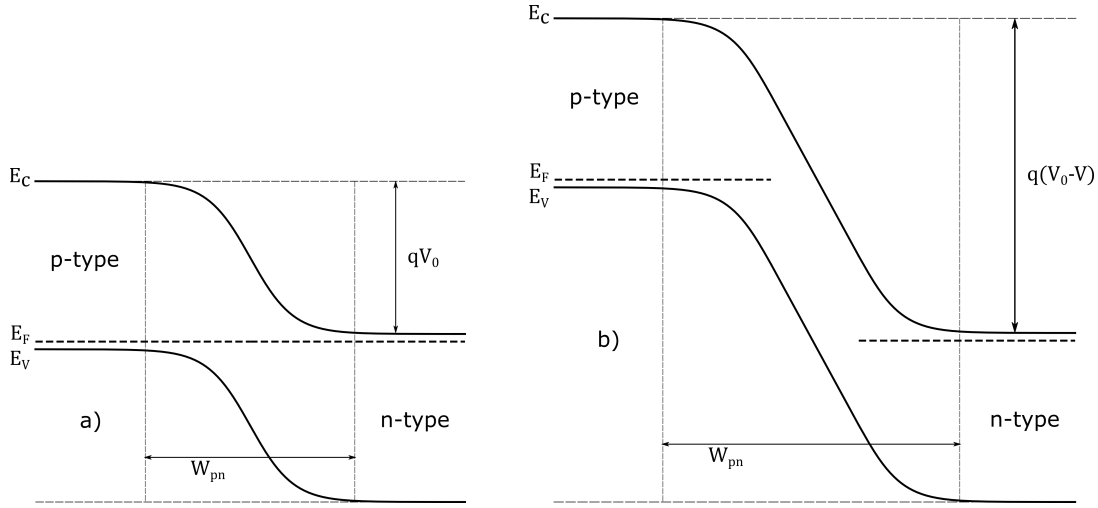 E_C
p-type
qV_0
E_F
E_V
a)
n-type
W_pn
E_C
p-type
E_F
E_V
q(V_0-V)
b)
n-type
W_pn